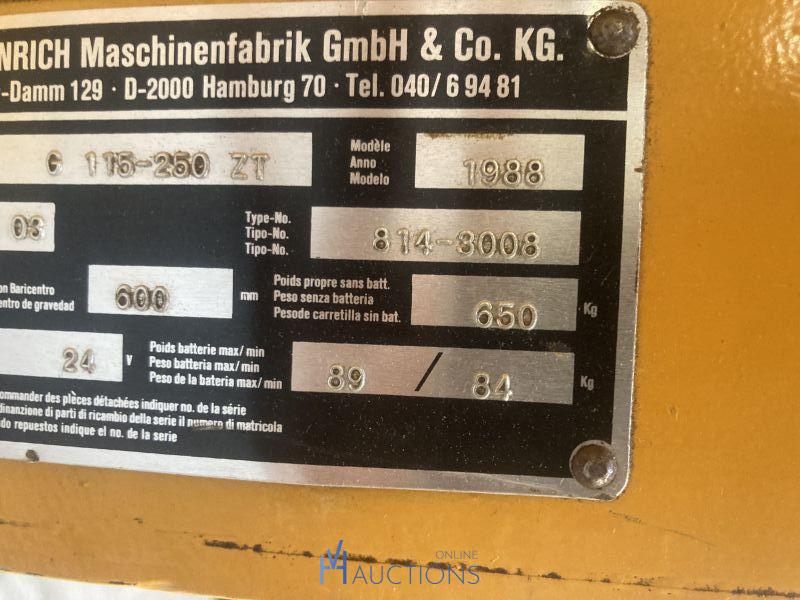 NRICH Maschinenfabrik GmbH & Co. KG.
-Damm 129 · D-2000 Hamburg 70 · Tel. 040/6 94 81
G 115-250 ZT
Modèle
Anno
Modelo
1988
03
Type-No.
Tipo-No.
Tipo-No.
814-3008
on Baricentro
entro de gravedad
600 mm
Poids propre sans batt.
Peso senza batteria
Pesode carretilla sin bat.
650 Kg
24 V
Poids batterie max/min
Peso batteria max/min
Peso de la bateria max/min
89 / 84 Kg
commander des plèces détachées indiquer no. de la série
dinanzione di parti di ricambio della serie il numero di matricola
do repuestos indique el no. de la serie
ONLINE
AUCTIONS